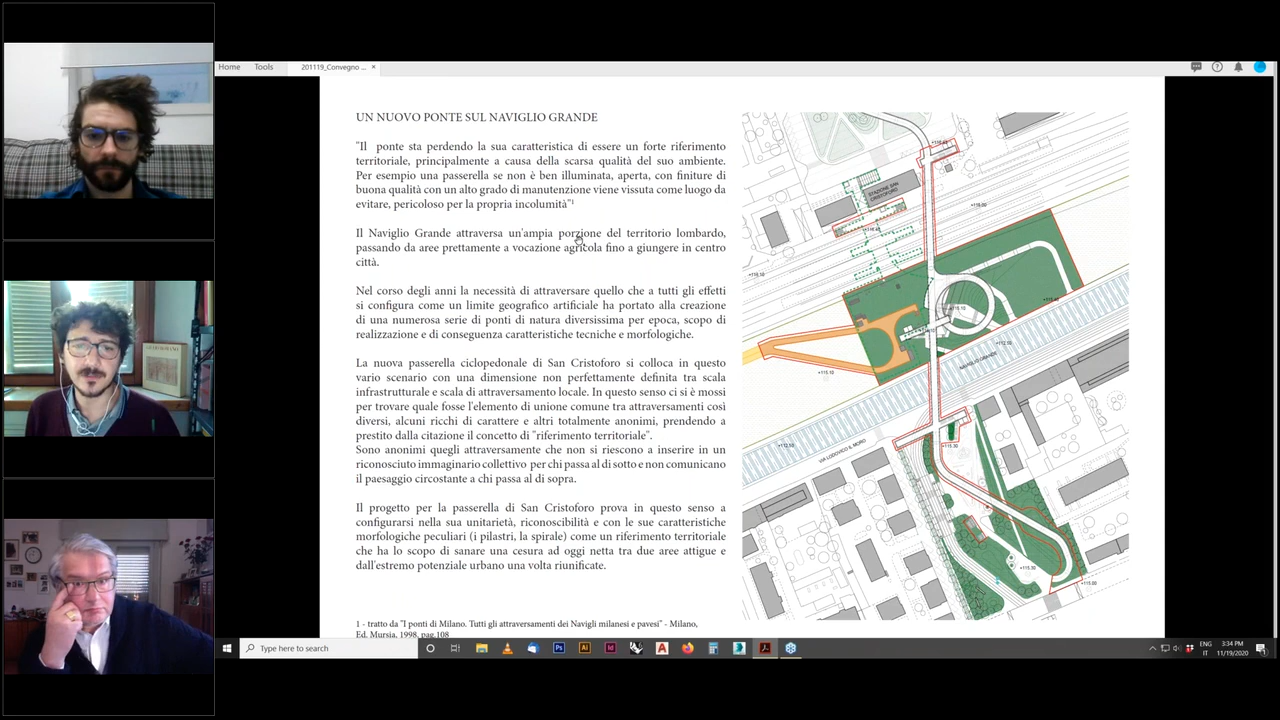 Home Tools 201119_Convegno ... ×
UN NUOVO PONTE SUL NAVIGLIO GRANDE
"Il ponte sta perdendo la sua caratteristica di essere un forte riferimento
territoriale, principalmente a causa della scarsa qualità del suo ambiente.
Per esempio una passerella se non è ben illuminata, aperta, con finiture di
buona qualità con un alto grado di manutenzione viene vissuta come luogo da
evitare, pericoloso per la propria incolumità"¹
Il Naviglio Grande attraversa un'ampia porzione del territorio lombardo,
passando da aree prettamente a vocazione agricola fino a giungere in centro
città.
Nel corso degli anni la necessità di attraversare quello che a tutti gli effetti
si configura come un limite geografico artificiale ha portato alla creazione
di una numerosa serie di ponti di natura diversissima per epoca, scopo di
realizzazione e di conseguenza caratteristiche tecniche e morfologiche.
La nuova passerella ciclopedonale di San Cristoforo si colloca in questo
vario scenario con una dimensione non perfettamente definita tra scala
infrastrutturale e scala di attraversamento locale. In questo senso ci si è mossi
per trovare quale fosse l'elemento di unione comune tra attraversamenti così
diversi, alcuni ricchi di carattere e altri totalmente anonimi, prendendo a
prestito dalla citazione il concetto di "riferimento territoriale".
Sono anonimi quegli attraversamente che non si riescono a inserire in un
riconosciuto immaginario collettivo per chi passa al di sotto e non comunicano
il paesaggio circostante a chi passa al di sopra.
Il progetto per la passerella di San Cristoforo prova in questo senso a
configurarsi nella sua unitarietà, riconoscibilità e con le sue caratteristiche
morfologiche peculiari (i pilastri, la spirale) come un riferimento territoriale
che ha lo scopo di sanare una cesura ad oggi netta tra due aree attigue e
dall'estremo potenziale urbano una volta riunificate.
1 - tratto da "I ponti di Milano. Tutti gli attraversamenti dei Navigli milanesi e pavesi" - Milano,
Ed. Mursia, 1998, pag.108
STAZIONE SAN
CRISTOFORO
NAVIGLIO GRANDE
VIA LODOVICO IL MORO
+115.10
+112.50
+115.30
+115.00
Type here to search
ENG
IT
3:34 PM
11/19/2020